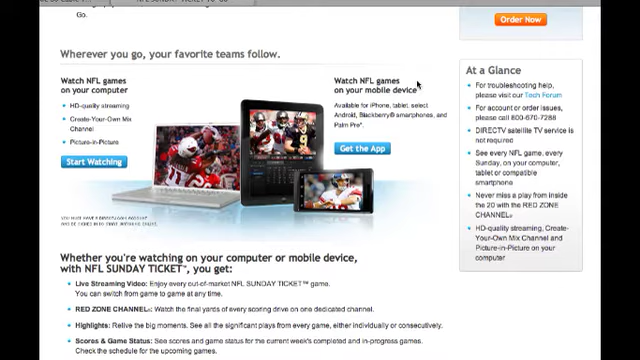 Go.
Order Now
Wherever you go, your favorite teams follow.
Watch NFL games
on your computer
HD-quality streaming
Create-Your-Own Mix
Channel
Picture-in-Picture
Start Watching
Watch NFL games
on your mobile device
Available for iPhone, tablet, select
Android, Blackberry® smartphones, and
Palm Pre®.
Get the App
At a Glance
For troubleshooting help,
please visit our Tech Forum
For account or order issues,
please call 800-670-7288
DIRECTV satellite TV service is
not required
See every NFL game, every
Sunday, on your computer,
tablet or compatible
smartphone
Never miss a play from inside
the 20 with the RED ZONE
CHANNEL®
HD-quality streaming, Create-
Your-Own Mix Channel and
Picture-in-Picture on your
computer
Whether you're watching on your computer or mobile device,
with NFL SUNDAY TICKET™, you get:
Live Streaming Video: Enjoy every out-of-market NFL SUNDAY TICKET™ game.
You can switch from game to game at any time.
RED ZONE CHANNEL®: Watch the final yards of every scoring drive on one dedicated channel.
Highlights: Relive the big moments. See all the significant plays from every game, either individually or consecutively.
Scores & Game Status: See scores and game status for the current week's completed and in-progress games.
Check the schedule for the upcoming games.